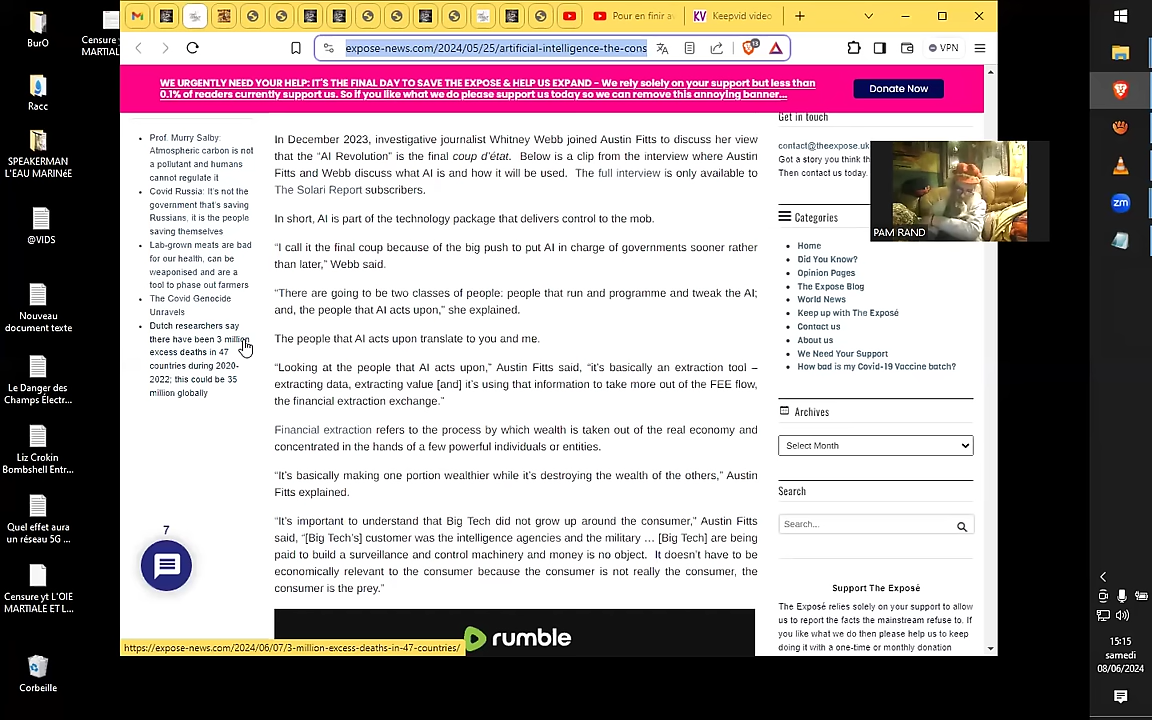 BurO
Censure yt
MARTIALE
Racc
SPEAKERMAN
L'EAU MARINéE
@VIDS
Nouveau
document texte
Le Danger des
Champs Électr...
Liz Crokin
Bombshell Entr...
Quel effet aura
un réseau 5G ...
Censure yt L'OIE
MARTIALE ET L...
Corbeille
Pour en finir a
Keepvid video
expose-news.com/2024/05/25/artificial-intelligence-the-cons
VPN
WE URGENTLY NEED YOUR HELP: IT'S THE FINAL DAY TO SAVE THE EXPOSE & HELP US EXPAND – We rely solely on your support but less than
0.1% of readers currently support us. So if you like what we do please support us today so we can remove this annoying banner...
Donate Now
Prof. Murry Salby:
Atmospheric carbon is not
a pollutant and humans
cannot regulate it
Covid Russia: It's not the
government that's saving
Russians, it is the people
saving themselves
Lab-grown meats are bad
for our health, can be
weaponised and are a
tool to phase out farmers
The Covid Genocide
Unravels
Dutch researchers say
there have been 3 million
excess deaths in 47
countries during 2020-
2022; this could be 35
million globally
7
In December 2023, investigative journalist Whitney Webb joined Austin Fitts to discuss her view
that the “AI Revolution” is the final coup d’état. Below is a clip from the interview where Austin
Fitts and Webb discuss what AI is and how it will be used. The full interview is only available to
The Solari Report subscribers.
In short, AI is part of the technology package that delivers control to the mob.
“I call it the final coup because of the big push to put AI in charge of governments sooner rather
than later,” Webb said.
“There are going to be two classes of people: people that run and programme and tweak the AI;
and, the people that AI acts upon,” she explained.
The people that AI acts upon translate to you and me.
“Looking at the people that AI acts upon,” Austin Fitts said, “it’s basically an extraction tool –
extracting data, extracting value [and] it’s using that information to take more out of the FEE flow,
the financial extraction exchange.”
Financial extraction refers to the process by which wealth is taken out of the real economy and
concentrated in the hands of a few powerful individuals or entities.
“It’s basically making one portion wealthier while it’s destroying the wealth of the others,” Austin
Fitts explained.
“It’s important to understand that Big Tech did not grow up around the consumer,” Austin Fitts
said, “[Big Tech’s] customer was the intelligence agencies and the military … [Big Tech] are being
paid to build a surveillance and control machinery and money is no object. It doesn’t have to be
economically relevant to the consumer because the consumer is not really the consumer, the
consumer is the prey.”
rumble
https://expose-news.com/2024/06/07/3-million-excess-deaths-in-47-countries/
Get in touch
contact@theexpose.uk
Got a story you think th
Then contact us today.
PAM RAND
Categories
Home
Did You Know?
Opinion Pages
The Expose Blog
World News
Keep up with The Exposé
Contact us
About us
We Need Your Support
How bad is my Covid-19 Vaccine batch?
Archives
Select Month
Search
Search...
Support The Exposé
The Exposé relies solely on your support to allow
us to report the facts the mainstream refuse to. If
you like what we do then please help us to keep
doing it with a one-time or monthly donation
zm
15:15
samedi
08/06/2024